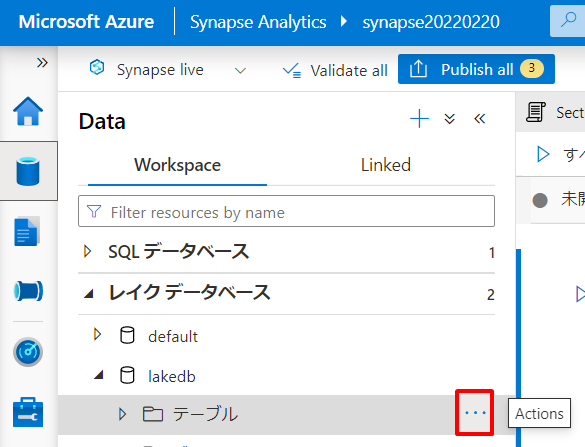 Microsoft Azure
Synapse Analytics
synapse20220220
Synapse live
Validate all
Publish all
3
Data
Sect
Workspace
Linked
すべ
Filter resources by name
SQL データベース
1
レイク データベース
2
default
lakedb
テーブル
Actions